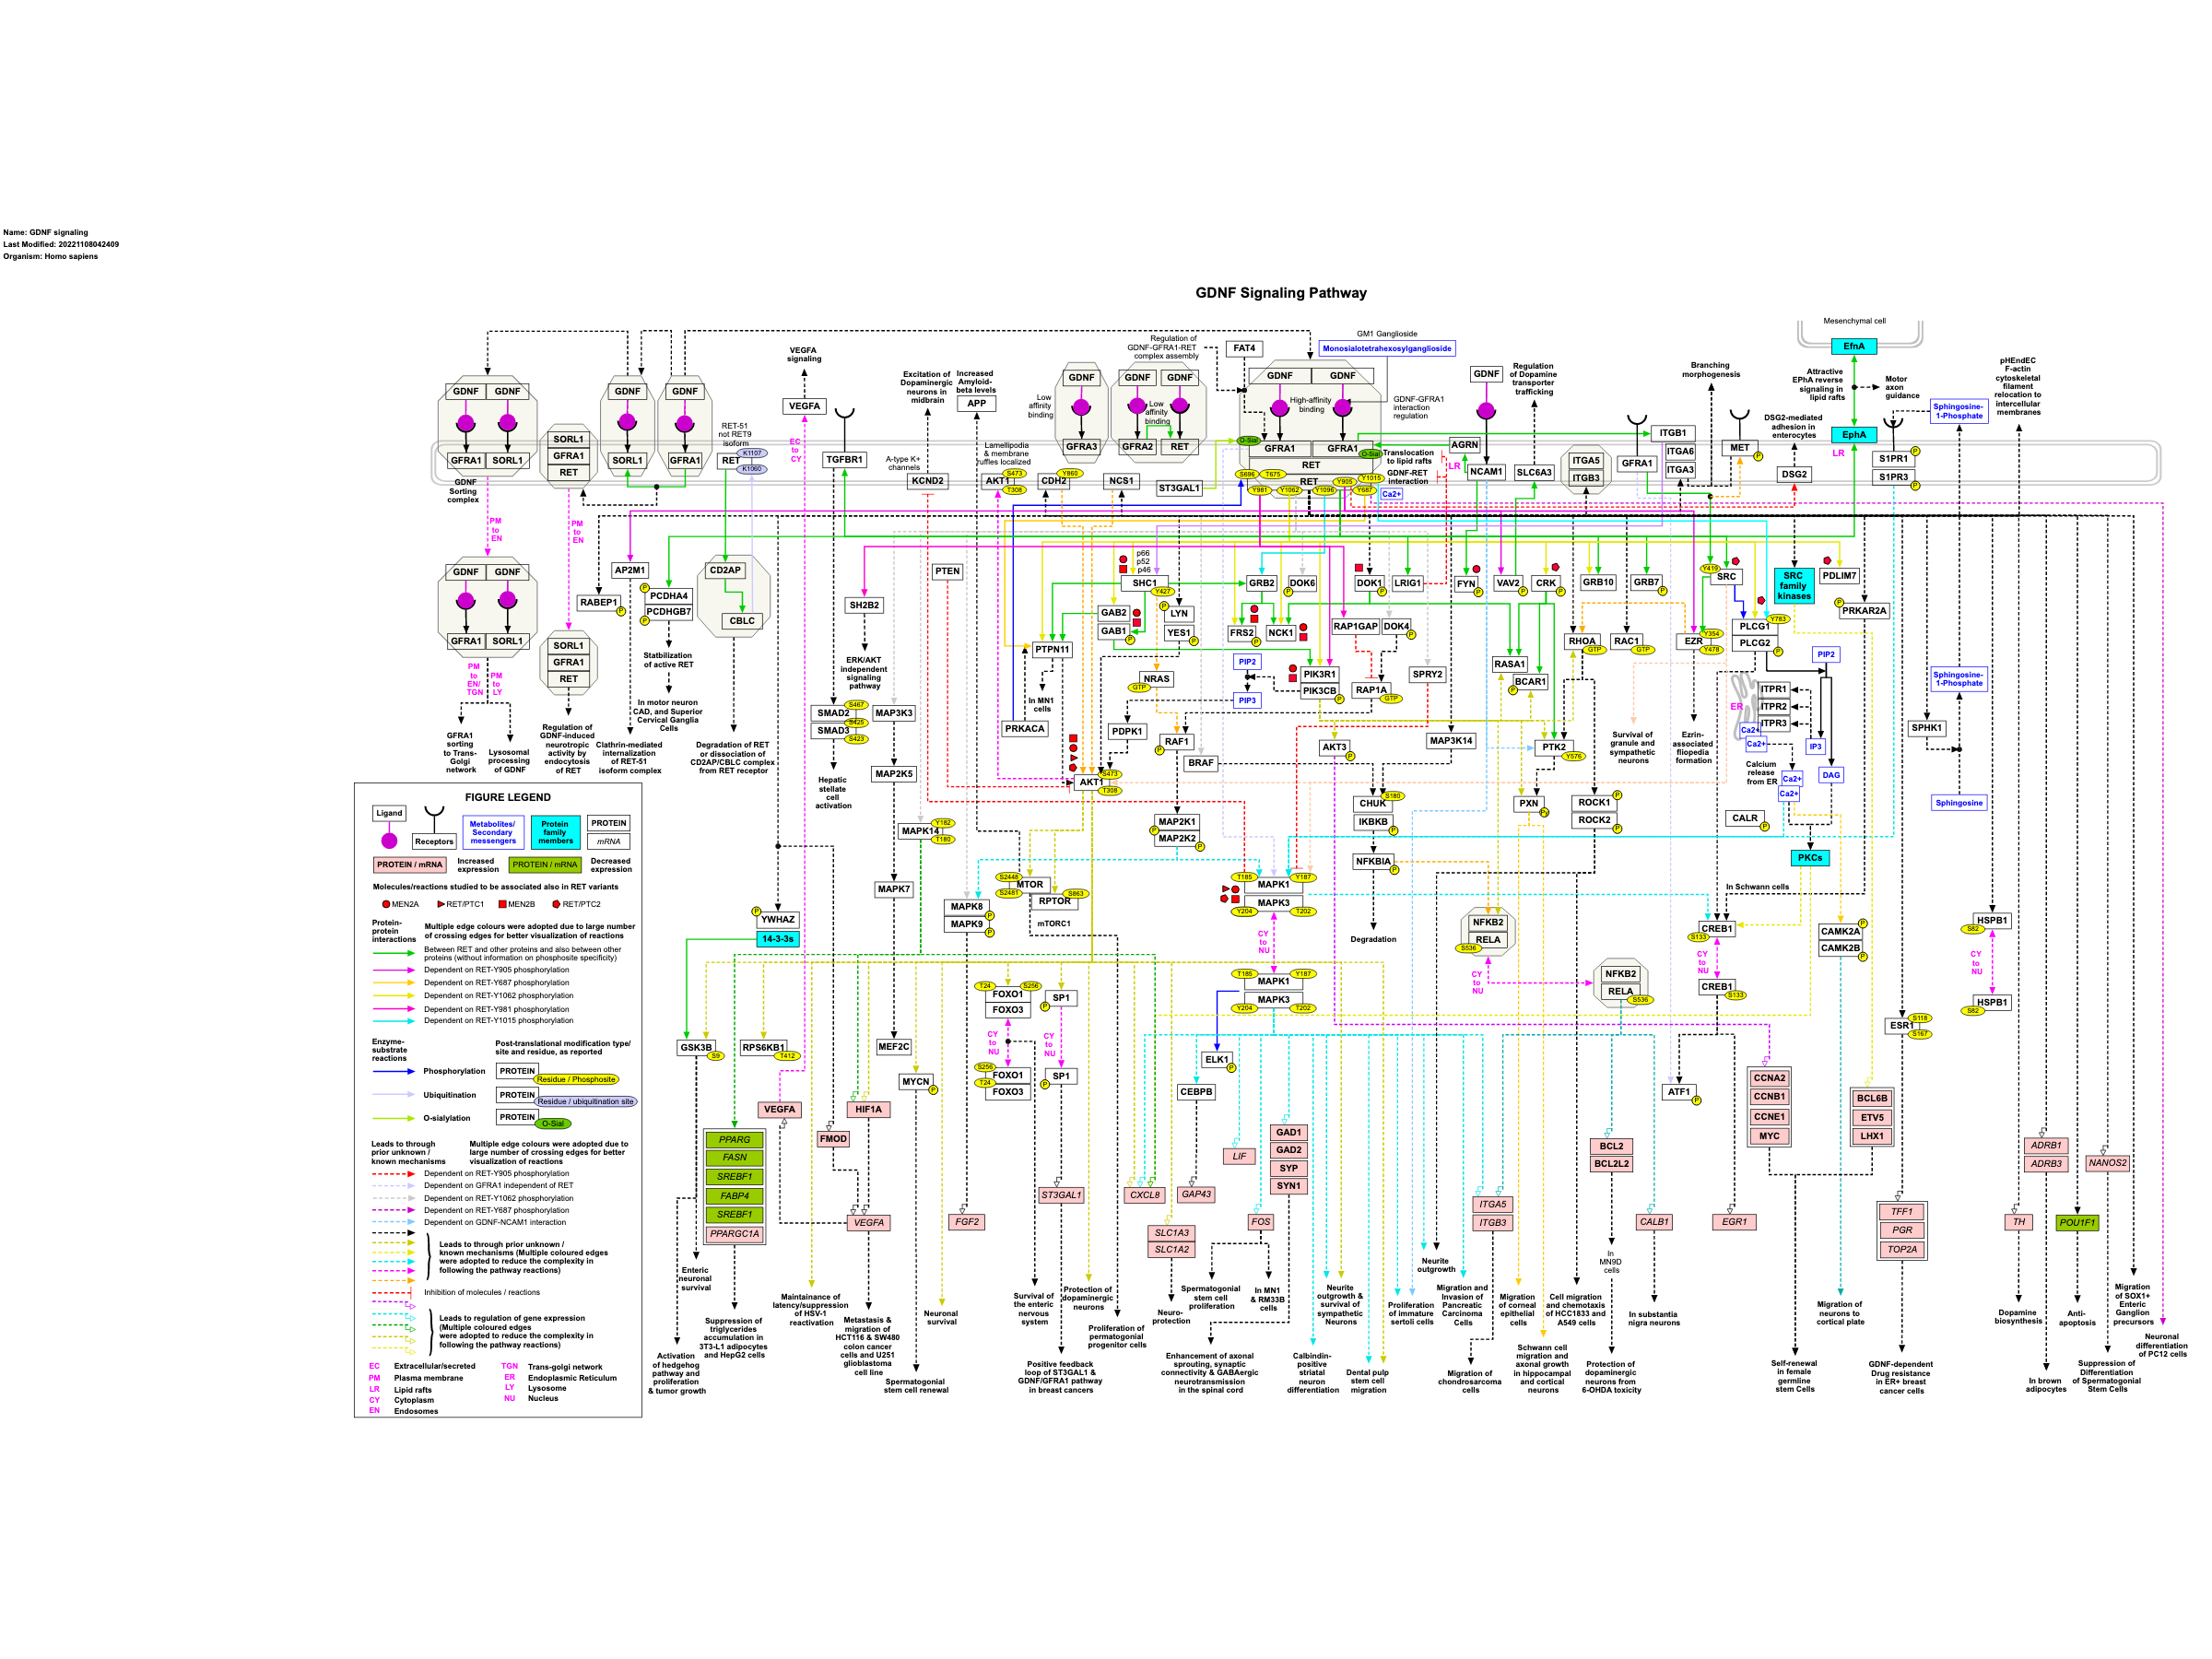 Name: GDNF signaling
Last Modified: 20221108042409
Organism: Homo sapiens
GDNF Signaling Pathway
Mesenchymal cell
EfnA
Attractive
EPhA reverse
signaling in
lipid rafts
Motor
axon
guidance
EphA
LR
pHEndEC
F-actin
cytoskeletal
filament
relocation to
intercellular
membranes
Sphingosine-
1-Phosphate
S1PR1
P
S1PR3
P
DSG2-mediated
adhesion in
enterocytes
DSG2
Branching
morphogenesis
MET
P
ITGB1
ITGA6
ITGA3
GFRA1
ITGA5
ITGB3
Regulation
of Dopamine
transporter
trafficking
SLC6A3
GDNF
NCAM1
AGRN
LR
Translocation
to lipid rafts
GDNF-RET
interaction
Ca2+
GM1 Ganglioside
Monosialotetrahexosylganglioside
GDNF-GFRA1
interaction
regulation
FAT4
Regulation of
GDNF-GFRA1-RET
complex assembly
GDNF
GDNF
High-affinity
binding
O-Sial
GFRA1
GFRA1
O-Sial
RET
RET
S696
T675
Y905
Y1015
Y981
Y1062
Y1096
Y687
ST3GAL1
GDNF
GDNF
Low
affinity
binding
GFRA2
RET
GDNF
Low
affinity
binding
GFRA3
NCS1
CDH2
Y860
Lamellipodia
& membrane
ruffles localized
AKT1
S473
T308
Increased
Amyloid-
beta levels
APP
Excitation of
Dopaminergic
neurons in
midbrain
A-type K+
channels
KCND2
VEGFA
signaling
VEGFA
EC
to
CY
TGFBR1
RET-51
not RET9
isoform
RET
K1107
K1060
GDNF
GFRA1
GDNF
SORL1
SORL1
GFRA1
RET
GDNF
GDNF
GFRA1
SORL1
GDNF
Sorting
complex
PM
to
EN
PM
to
EN
GDNF
GDNF
GFRA1
SORL1
PM
to
EN/
TGN
PM
to
LY
GFRA1
sorting
to Trans-
Golgi
network
Lysosomal
processing
of GDNF
SORL1
GFRA1
RET
Regulation of
GDNF-induced
neurotropic
activity by
endocytosis
of RET
RABEP1
P
AP2M1
Clathrin-mediated
internalization
of RET-51
isoform complex
P
PCDHA4
PCDHGB7
P
P
Statbilization
of active RET
In motor neuron
CAD, and Superior
Cervical Ganglia
Cells
CD2AP
CBLC
Degradation of RET
or dissociation of
CD2AP/CBLC complex
from RET receptor
SH2B2
ERK/AKT
independent
signaling
pathway
SMAD2
SMAD3
S467
S425
S423
Hepatic
stellate
cell
activation
MAP3K3
MAP2K5
MAPK14
Y182
T180
MAPK7
MEF2C
PTEN
PRKACA
PTPN11
In MN1
cells
p66
p52
p46
SHC1
Y427
GAB2
GAB1
P
P
LYN
YES1
P
NRAS
GTP
PDPK1
RAF1
P
BRAF
AKT1
S473
T308
GRB2
FRS2
P
NCK1
PIP2
PIP3
DOK6
DOK1
P
LRIG1
RAP1GAP
DOK4
P
PIK3R1
PIK3CB
P
RAP1A
GTP
SPRY2
AKT3
P
MAP3K14
CHUK
S180
IKBKB
P
NFKBIA
P
Degradation
FYN
P
VAV2
CRK
P
GRB10
GRB7
P
RASA1
BCAR1
P
PTK2
Y576
PXN
RHOA
GTP
RAC1
GTP
ROCK1
P
ROCK2
P
Survival of
granule and
sympathetic
neurons
EZR
Y354
Y478
Ezrin-
associated
fliopedia
formation
Y419
SRC
SRC
family
kinases
PDLIM7
P
PRKAR2A
PLCG1
Y783
PLCG2
P
PIP2
ITPR1
ITPR2
ITPR3
ER
Ca2+
Ca2+
IP3
Calcium
release
from ER
Ca2+
DAG
Ca2+
CALR
P
PKCs
In Schwann cells
SPHK1
Sphingosine-
1-Phosphate
Sphingosine
MAP2K1
MAP2K2
P
P
MAPK8
P
MAPK9
P
S2448
MTOR
S2481
S863
RPTOR
mTORC1
T185
Y187
MAPK1
MAPK3
Y204
T202
CY
to
NU
T185
Y187
MAPK1
MAPK3
Y204
T202
NFKB2
RELA
S536
CY
to
NU
NFKB2
RELA
S536
CREB1
S133
CY
to
NU
CREB1
S133
CAMK2A
P
CAMK2B
P
HSPB1
S82
CY
to
NU
HSPB1
S82
P
YWHAZ
14-3-3s
GSK3B
S9
RPS6KB1
T412
T24
S256
FOXO1
FOXO3
CY
to
NU
S256
T24
FOXO1
FOXO3
SP1
P
CY
to
NU
SP1
P
MYCN
P
ELK1
P
CEBPB
ATF1
P
ESR1
S118
S167
VEGFA
HIF1A
FMOD
VEGFA
PPARG
FASN
SREBF1
FABP4
SREBF1
PPARGC1A
FGF2
ST3GAL1
CXCL8
GAP43
SLC1A3
SLC1A2
LIF
GAD1
GAD2
SYP
SYN1
FOS
ITGA5
ITGB3
BCL2
BCL2L2
CALB1
EGR1
CCNA2
CCNB1
CCNE1
MYC
BCL6B
ETV5
LHX1
TFF1
PGR
TOP2A
TH
ADRB1
ADRB3
POU1F1
NANOS2
Activation
of hedgehog
pathway and
proliferation
& tumor growth
Enteric
neuronal
survival
Suppression of
triglycerides
accumulation in
3T3-L1 adipocytes
and HepG2 cells
Maintainance of
latency/suppression
of HSV-1
reactivation
Metastasis &
migration of
HCT116 & SW480
colon cancer
cells and U251
glioblastoma
cell line
Neuronal
survival
Spermatogonial
stem cell renewal
Survival of
the enteric
nervous
system
Positive feedback
loop of ST3GAL1 &
GDNF/GFRA1 pathway
in breast cancers
Protection of
dopaminergic
neurons
Proliferation of
permatogonial
progenitor cells
Neuro-
protection
Spermatogonial
stem cell
proliferation
In MN1
& RM33B
cells
Enhancement of axonal
sprouting, synaptic
connectivity & GABAergic
neurotransmission
in the spinal cord
Calbindin-
positive
striatal
neuron
differentiation
Neurite
outgrowth &
survival of
sympathetic
Neurons
Dental pulp
stem cell
migration
Proliferation
of immature
sertoli cells
Neurite
outgrowth
Migration and
Invasion of
Pancreatic
Carcinoma
Cells
Migration of
chondrosarcoma
cells
Migration
of corneal
epithelial
cells
Schwann cell
migration and
axonal growth
in hippocampal
and cortical
neurons
Cell migration
and chemotaxis
of HCC1833 and
A549 cells
In
MN9D
cells
Protection of
dopaminergic
neurons from
6-OHDA toxicity
In substantia
nigra neurons
Self-renewal
in female
germline
stem Cells
Migration of
neurons to
cortical plate
GDNF-dependent
Drug resistance
in ER+ breast
cancer cells
Dopamine
biosynthesis
In brown
adipocytes
Anti-
apoptosis
Suppression of
Differentiation
of Spermatogonial
Stem Cells
Migration
of SOX1+
Enteric
Ganglion
precursors
Neuronal
differentiation
of PC12 cells
FIGURE LEGEND
Ligand
Receptors
Metabolites/
Secondary
messengers
Protein
family
members
PROTEIN
mRNA
PROTEIN / mRNA
Increased
expression
PROTEIN / mRNA
Decreased
expression
Molecules/reactions studied to be associated also in RET variants
MEN2A
RET/PTC1
MEN2B
RET/PTC2
Protein-
protein
interactions
Multiple edge colours were adopted due to large number
of crossing edges for better visualization of reactions
Between RET and other proteins and also between other
proteins (without information on phosphosite specificity)
Dependent on RET-Y905 phosphorylation
Dependent on RET-Y687 phosphorylation
Dependent on RET-Y1062 phosphorylation
Dependent on RET-Y981 phosphorylation
Dependent on RET-Y1015 phosphorylation
Enzyme-
substrate
reactions
Post-translational modification type/
site and residue, as reported
Phosphorylation
PROTEIN
Residue / Phosphosite
Ubiquitination
PROTEIN
Residue / ubiquitination site
O-sialylation
PROTEIN
O-Sial
Leads to through
prior unknown /
known mechanisms
Multiple edge colours were adopted due to
large number of crossing edges for better
visualization of reactions
Dependent on RET-Y905 phosphorylation
Dependent on GFRA1 independent of RET
Dependent on RET-Y1062 phosphorylation
Dependent on RET-Y687 phosphorylation
Dependent on GDNF-NCAM1 interaction
Leads to through prior unknown /
known mechanisms (Multiple coloured edges
were adopted to reduce the complexity in
following the pathway reactions)
Inhibition of molecules / reactions
Leads to regulation of gene expression
(Multiple coloured edges
were adopted to reduce the complexity in
following the pathway reactions)
EC Extracellular/secreted
PM Plasma membrane
LR Lipid rafts
CY Cytoplasm
EN Endosomes
TGN Trans-golgi network
ER Endoplasmic Reticulum
LY Lysosome
NU Nucleus